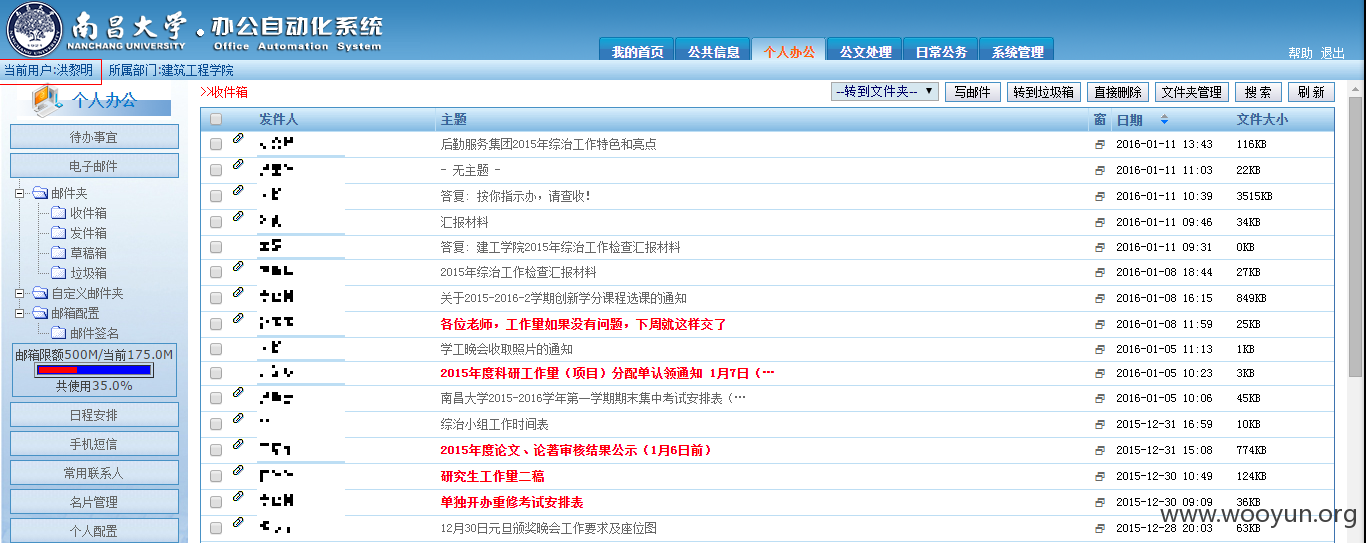 南昌大学.办公自动化系统
NANCHANG UNIVERSITY Office Automation System
我的首页 公共信息 个人办公 公文处理 日常公务 系统管理
帮助 退出
当前用户:洪黎明 所属部门:建筑工程学院
个人办公
待办事宜
电子邮件
邮件夹
收件箱
发件箱
草稿箱
垃圾箱
自定义邮件夹
邮箱配置
邮件签名
邮箱限额500M/当前175.0M
共使用35.0%
日程安排
手机短信
常用联系人
名片管理
个人配置
>>收件箱
--转到文件夹-- 写邮件 转到垃圾箱 直接删除 文件夹管理 搜 索 刷 新
发件人 主题 窗 日期 文件大小
后勤服务集团2015年综治工作特色和亮点 2016-01-11 13:43 116KB
- 无主题 - 2016-01-11 11:03 22KB
答复: 按你指示办，请查收! 2016-01-11 10:39 3515KB
汇报材料 2016-01-11 09:46 34KB
答复: 建工学院2015年综治工作检查汇报材料 2016-01-11 09:31 0KB
2015年综治工作检查汇报材料 2016-01-08 18:44 27KB
关于2015-2016-2学期创新学分课程选课的通知 2016-01-08 16:15 849KB
各位老师，工作量如果没有问题，下周就这样交了 2016-01-08 11:59 25KB
学工晚会收取照片的通知 2016-01-05 11:13 1KB
2015年度科研工作量（项目）分配单认领通知 1月7日（… 2016-01-05 10:23 3KB
南昌大学2015-2016学年第一学期期末集中考试安排表（… 2016-01-05 10:06 45KB
综治小组工作时间表 2015-12-31 16:59 10KB
2015年度论文、论著审核结果公示（1月6日前） 2015-12-31 15:08 774KB
研究生工作量二稿 2015-12-30 10:49 124KB
单独开办重修考试安排表 2015-12-30 09:09 36KB
12月30日元旦颁奖晚会工作要求及座位图 2015-12-28 20:03 63KB
www.wooyun.org